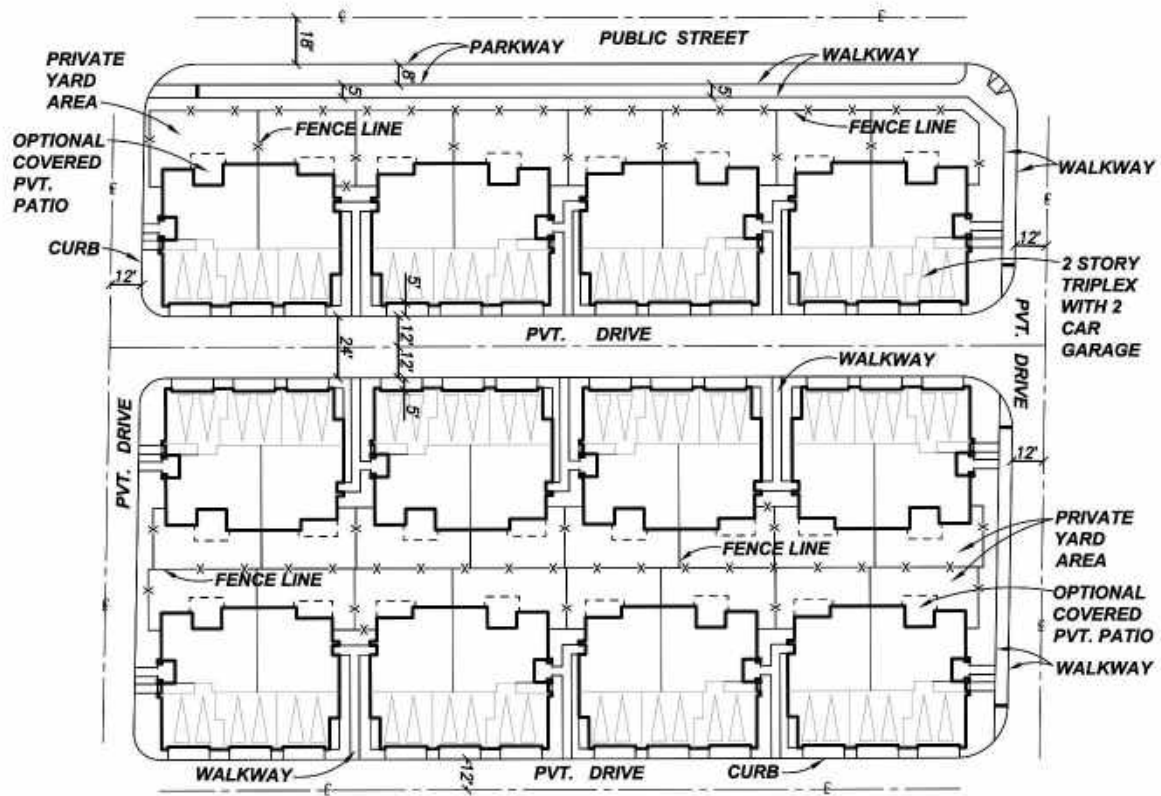 ℄
℄
PUBLIC STREET
18'
PARKWAY
WALKWAY
PRIVATE
YARD
AREA
8'
5'
5'
FENCE LINE
FENCE LINE
OPTIONAL
COVERED
PVT.
PATIO
WALKWAY
℄
℄
CURB
12'
12'
2 STORY
TRIPLEX
WITH 2
CAR
GARAGE
5'
PVT. DRIVE
24'
12'
12'
WALKWAY
PVT. DRIVE
5'
PVT. DRIVE
12'
PRIVATE
YARD
AREA
FENCE LINE
FENCE LINE
OPTIONAL
COVERED
PVT. PATIO
℄
℄
WALKWAY
WALKWAY
12'
PVT. DRIVE
CURB
℄
℄